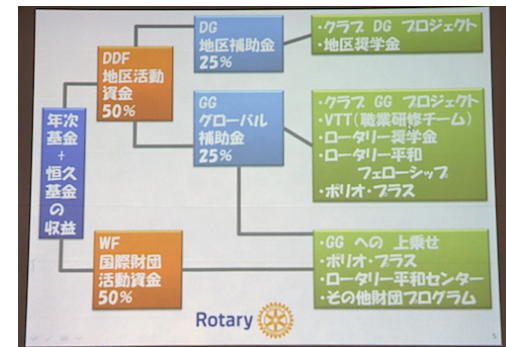 年次
基金
+
恒久
基金
の
収益
DDF
地区活動
資金
50%
WF
国際財団
活動資金
50%
DG
地区補助金
25%
GG
グローバル
補助金
25%
・クラブ DG プロジェクト
・地区奨学金
・クラブ GG プロジェクト
・VTT(職業研修チーム)
・ロータリー奨学金
・ロータリー平和
フェローシップ
・ポリオ・プラス
・GG への 上乗せ
・ポリオ・プラス
・ロータリー平和センター
・その他財団プログラム
Rotary
5